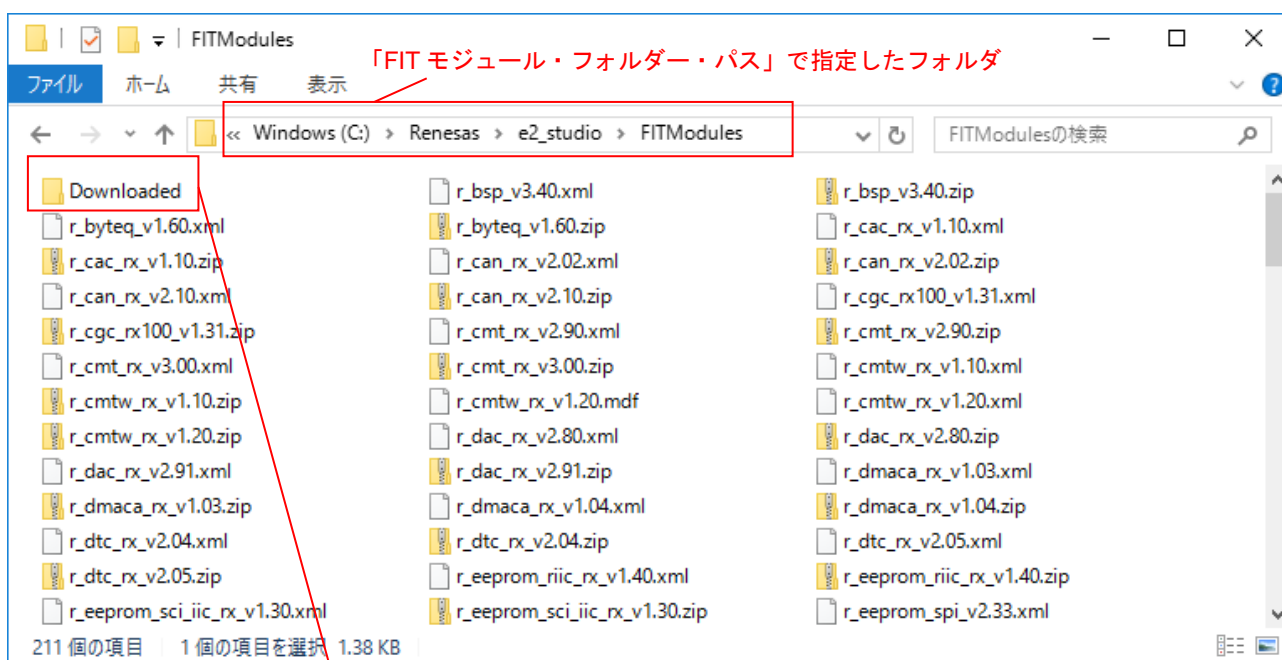 FITModules
「FIT モジュール・フォルダー・パス」で指定したフォルダ
ファイル ホーム 共有 表示
« Windows (C:) › Renesas › e2_studio › FITModules FITModulesの検索
Downloaded r_bsp_v3.40.xml r_bsp_v3.40.zip
r_byteq_v1.60.xml r_byteq_v1.60.zip r_cac_rx_v1.10.xml
r_cac_rx_v1.10.zip r_can_rx_v2.02.xml r_can_rx_v2.02.zip
r_can_rx_v2.10.xml r_can_rx_v2.10.zip r_cgc_rx100_v1.31.xml
r_cgc_rx100_v1.31.zip r_cmt_rx_v2.90.xml r_cmt_rx_v2.90.zip
r_cmt_rx_v3.00.xml r_cmt_rx_v3.00.zip r_cmtw_rx_v1.10.xml
r_cmtw_rx_v1.10.zip r_cmtw_rx_v1.20.mdf r_cmtw_rx_v1.20.xml
r_cmtw_rx_v1.20.zip r_dac_rx_v2.80.xml r_dac_rx_v2.80.zip
r_dac_rx_v2.91.xml r_dac_rx_v2.91.zip r_dmaca_rx_v1.03.xml
r_dmaca_rx_v1.03.zip r_dmaca_rx_v1.04.xml r_dmaca_rx_v1.04.zip
r_dtc_rx_v2.04.xml r_dtc_rx_v2.04.zip r_dtc_rx_v2.05.xml
r_dtc_rx_v2.05.zip r_eeprom_riic_rx_v1.40.xml r_eeprom_riic_rx_v1.40.zip
r_eeprom_sci_iic_rx_v1.30.xml r_eeprom_sci_iic_rx_v1.30.zip r_eeprom_spi_v2.33.xml
211 個の項目 1 個の項目を選択 1.38 KB